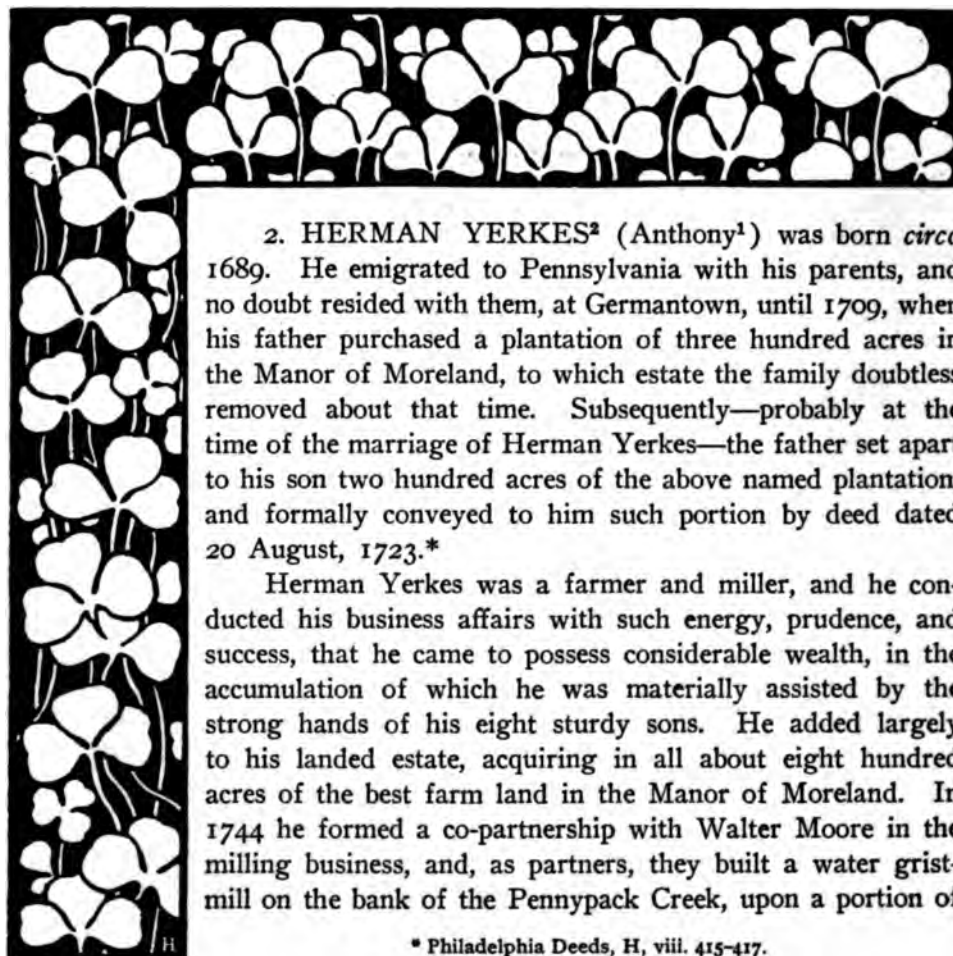 2. HERMAN YERKES² (Anthony¹) was born circa
1689. He emigrated to Pennsylvania with his parents, and
no doubt resided with them, at Germantown, until 1709, when
his father purchased a plantation of three hundred acres in
the Manor of Moreland, to which estate the family doubtless
removed about that time. Subsequently—probably at the
time of the marriage of Herman Yerkes—the father set apart
to his son two hundred acres of the above named plantation
and formally conveyed to him such portion by deed dated
20 August, 1723.*
Herman Yerkes was a farmer and miller, and he con-
ducted his business affairs with such energy, prudence, and
success, that he came to possess considerable wealth, in the
accumulation of which he was materially assisted by the
strong hands of his eight sturdy sons. He added largely
to his landed estate, acquiring in all about eight hundred
acres of the best farm land in the Manor of Moreland. In
1744 he formed a co-partnership with Walter Moore in the
milling business, and, as partners, they built a water grist-
mill on the bank of the Pennypack Creek, upon a portion of
H
* Philadelphia Deeds, H, viii. 415-417.